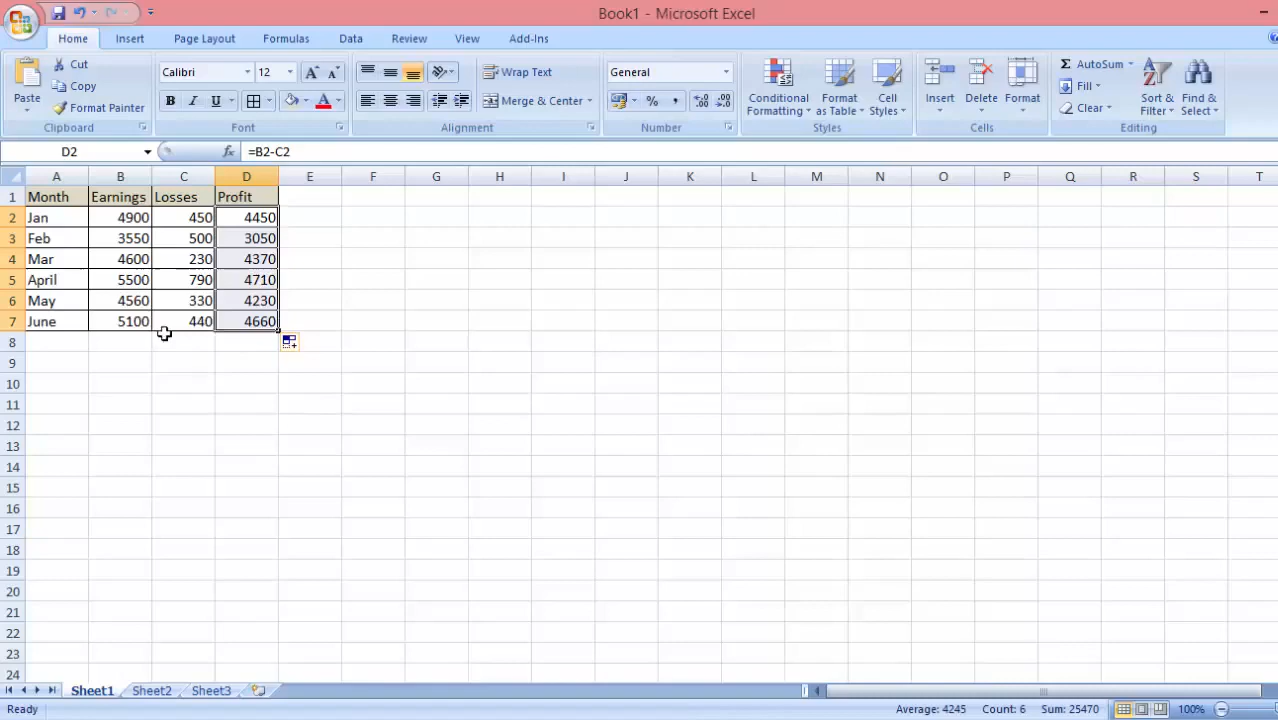 Book1 - Microsoft Excel
Home Insert Page Layout Formulas Data Review View Add-Ins
Paste Cut Copy Format Painter
Clipboard
Calibri 12
B I U A A A
Font
Wrap Text
Merge & Center
Alignment
General
% , .0 .00 .00 .0
Number
Conditional Formatting Format as Table Cell Styles
Styles
Insert Delete Format
Cells
Σ AutoSum Fill Clear
Sort & Filter Find & Select
Editing
D2 fx =B2-C2
A B C D E F G H I J K L M N O P Q R S T
1 Month Earnings Losses Profit
2 Jan 4900 450 4450
3 Feb 3550 500 3050
4 Mar 4600 230 4370
5 April 5500 790 4710
6 May 4560 330 4230
7 June 5100 440 4660
8
9
10
11
12
13
14
15
16
17
18
19
20
21
22
23
24
Sheet1 Sheet2 Sheet3
Ready Average: 4245 Count: 6 Sum: 25470 100%